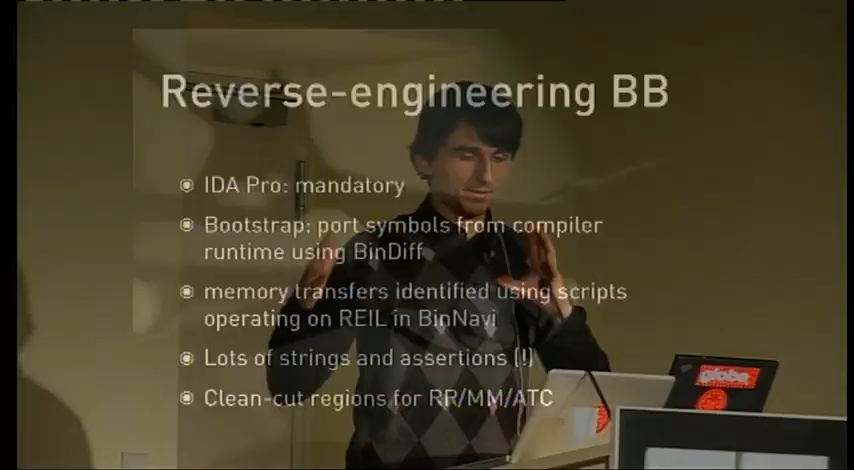 Reverse-engineering BB
IDA Pro: mandatory
Bootstrap: port symbols from compiler
runtime using BinDiff
memory transfers identified using scripts
operating on REIL in BinNavi
Lots of strings and assertions (!)
Clean-cut regions for RR/MM/ATC
globe